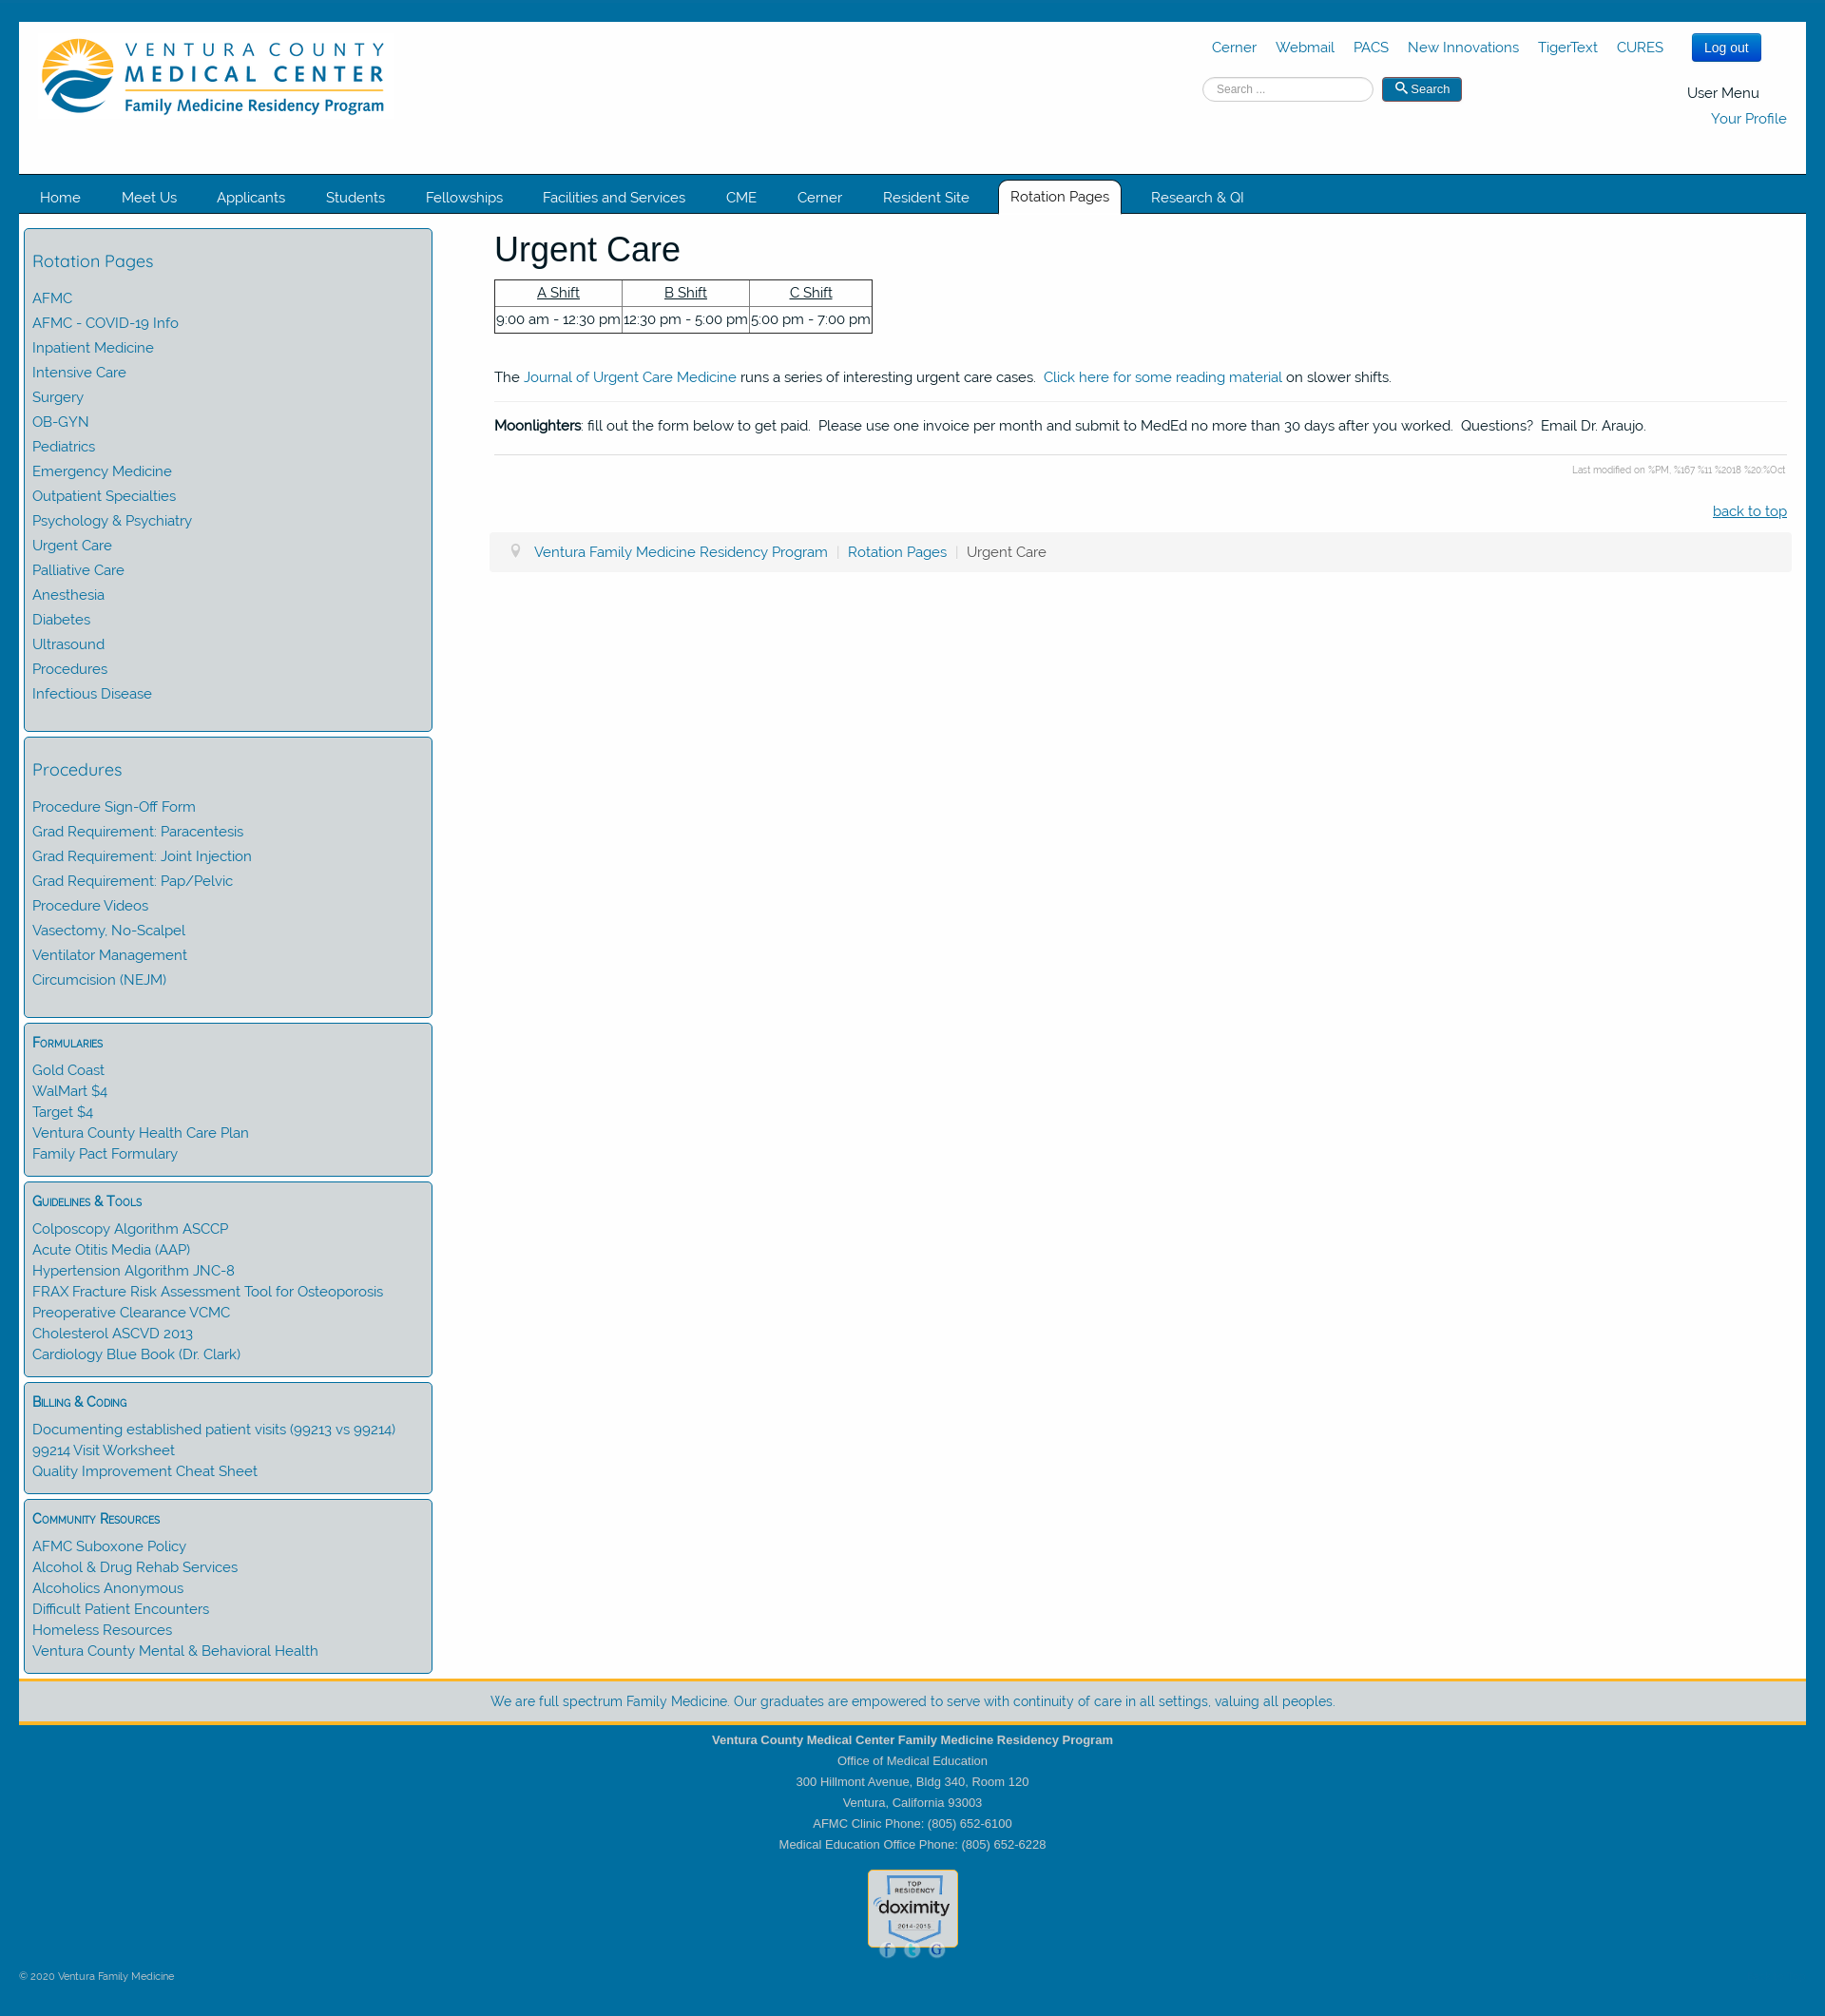 VENTURA COUNTY
MEDICAL CENTER
Family Medicine Residency Program
Cerner Webmail PACS New Innovations TigerText CURES Log out
Search ... Search
User Menu
Your Profile
Home Meet Us Applicants Students Fellowships Facilities and Services CME Cerner Resident Site Rotation Pages Research & QI
Rotation Pages
AFMC
AFMC - COVID-19 Info
Inpatient Medicine
Intensive Care
Surgery
OB-GYN
Pediatrics
Emergency Medicine
Outpatient Specialties
Psychology & Psychiatry
Urgent Care
Palliative Care
Anesthesia
Diabetes
Ultrasound
Procedures
Infectious Disease
Procedures
Procedure Sign-Off Form
Grad Requirement: Paracentesis
Grad Requirement: Joint Injection
Grad Requirement: Pap/Pelvic
Procedure Videos
Vasectomy, No-Scalpel
Ventilator Management
Circumcision (NEJM)
Formularies
Gold Coast
WalMart $4
Target $4
Ventura County Health Care Plan
Family Pact Formulary
Guidelines & Tools
Colposcopy Algorithm ASCCP
Acute Otitis Media (AAP)
Hypertension Algorithm JNC-8
FRAX Fracture Risk Assessment Tool for Osteoporosis
Preoperative Clearance VCMC
Cholesterol ASCVD 2013
Cardiology Blue Book (Dr. Clark)
Billing & Coding
Documenting established patient visits (99213 vs 99214)
99214 Visit Worksheet
Quality Improvement Cheat Sheet
Community Resources
AFMC Suboxone Policy
Alcohol & Drug Rehab Services
Alcoholics Anonymous
Difficult Patient Encounters
Homeless Resources
Ventura County Mental & Behavioral Health
Urgent Care
A Shift B Shift C Shift
9:00 am - 12:30 pm 12:30 pm - 5:00 pm 5:00 pm - 7:00 pm
The Journal of Urgent Care Medicine runs a series of interesting urgent care cases. Click here for some reading material on slower shifts.
Moonlighters: fill out the form below to get paid. Please use one invoice per month and submit to MedEd no more than 30 days after you worked. Questions? Email Dr. Araujo.
Last modified on %PM, %167 %11 %2018 %20:%Oct
back to top
Ventura Family Medicine Residency Program | Rotation Pages | Urgent Care
We are full spectrum Family Medicine. Our graduates are empowered to serve with continuity of care in all settings, valuing all peoples.
Ventura County Medical Center Family Medicine Residency Program
Office of Medical Education
300 Hillmont Avenue, Bldg 340, Room 120
Ventura, California 93003
AFMC Clinic Phone: (805) 652-6100
Medical Education Office Phone: (805) 652-6228
TOP
RESIDENCY
doximity
2014-2015
f t G
© 2020 Ventura Family Medicine